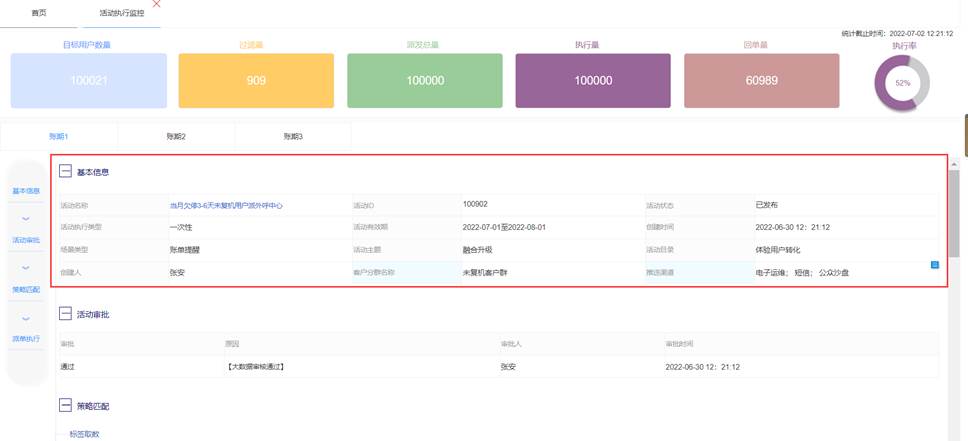 首页 活动执行监控
统计截止时间：2022-07-02 12:21:12
目标用户数量 过滤量 派发总量 执行量 回单量 执行率
100021 909 100000 100000 60989 52%
账期1 账期2 账期3
基本信息
活动审批
策略匹配
派单执行
基本信息
活动名称 当月欠停3-6天未复机用户派外呼中心 活动ID 100902 活动状态 已发布
活动执行类型 一次性 活动有效期 2022-07-01至2022-08-01 创建时间 2022-06-30 12：21:12
场景类型 账单提醒 活动主题 融合升级 活动目录 体验用户转化
创建人 张安 客户分群名称 未复机客户群 推送渠道 电子运维； 短信； 公众沙盘
活动审批
审批 原因 审批人 审批时间
通过 【大数据审核通过】 张安 2022-06-30 12：21:12
策略匹配
标签取数